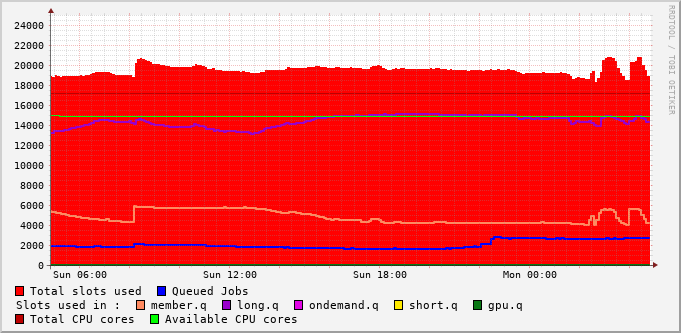 24000
22000
20000
18000
16000
14000
12000
10000
8000
6000
4000
2000
0
Sun 06:00 Sun 12:00 Sun 18:00 Mon 00:00
RRDTOOL / TOBI OETIKER
Total slots used Queued Jobs
Slots used in : member.q long.q ondemand.q short.q gpu.q
Total CPU cores Available CPU cores